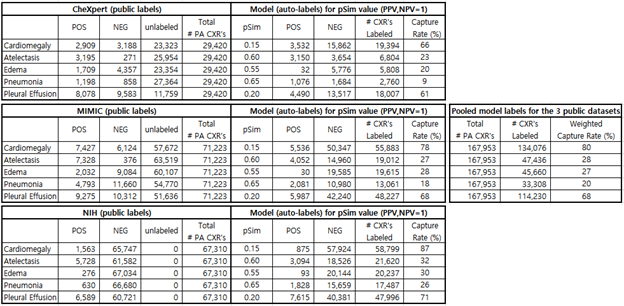 CheXpert (public labels) Model (auto-labels) for pSim value (PPV,NPV=1)
POS NEG unlabeled Total # PA CXR's pSim POS NEG # CXR's Labeled Capture Rate (%)
Cardiomegaly 2,909 3,188 23,323 29,420 0.15 3,532 15,862 19,394 66
Atelectasis 3,195 271 25,954 29,420 0.60 3,150 3,654 6,804 23
Edema 1,709 4,357 23,354 29,420 0.55 32 5,776 5,808 20
Pneumonia 1,198 858 27,364 29,420 0.65 1,076 1,684 2,760 9
Pleural Effusion 8,078 9,583 11,759 29,420 0.20 4,490 13,517 18,007 61
MIMIC (public labels) Model (auto-labels) for pSim value (PPV,NPV=1) Pooled model labels for the 3 public datasets
POS NEG unlabeled Total # PA CXR's pSim POS NEG # CXR's Labeled Capture Rate (%) Total # PA CXR's # CXR's Labeled Weighted Capture Rate (%)
Cardiomegaly 7,427 6,124 57,672 71,223 0.15 5,536 50,347 55,883 78 167,953 134,076 80
Atelectasis 7,328 376 63,519 71,223 0.60 4,052 14,960 19,012 27 167,953 47,436 28
Edema 2,032 9,084 60,107 71,223 0.55 30 19,585 19,615 28 167,953 45,660 27
Pneumonia 4,793 11,660 54,770 71,223 0.65 2,081 10,980 13,061 18 167,953 33,308 20
Pleural Effusion 9,275 10,312 51,636 71,223 0.20 5,987 42,240 48,227 68 167,953 114,230 68
NIH (public labels) Model (auto-labels) for pSim value (PPV,NPV=1)
POS NEG unlabeled Total # PA CXR's pSim POS NEG # CXR's Labeled Capture Rate (%)
Cardiomegaly 1,563 65,747 0 67,310 0.15 875 57,924 58,799 87
Atelectasis 5,728 61,582 0 67,310 0.60 3,094 18,526 21,620 32
Edema 276 67,034 0 67,310 0.55 93 20,144 20,237 30
Pneumonia 630 66,680 0 67,310 0.65 1,828 15,659 17,487 26
Pleural Effusion 6,589 60,721 0 67,310 0.20 7,615 40,381 47,996 71